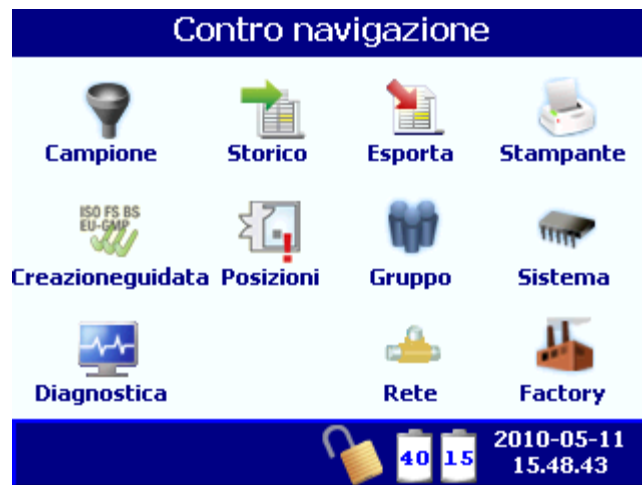 Contro navigazione
Campione Storico Esporta Stampante
ISO FS BS
EU-GMP
Creazioneguidata Posizioni Gruppo Sistema
Diagnostica Rete Factory
40 15 2010-05-11
15.48.43